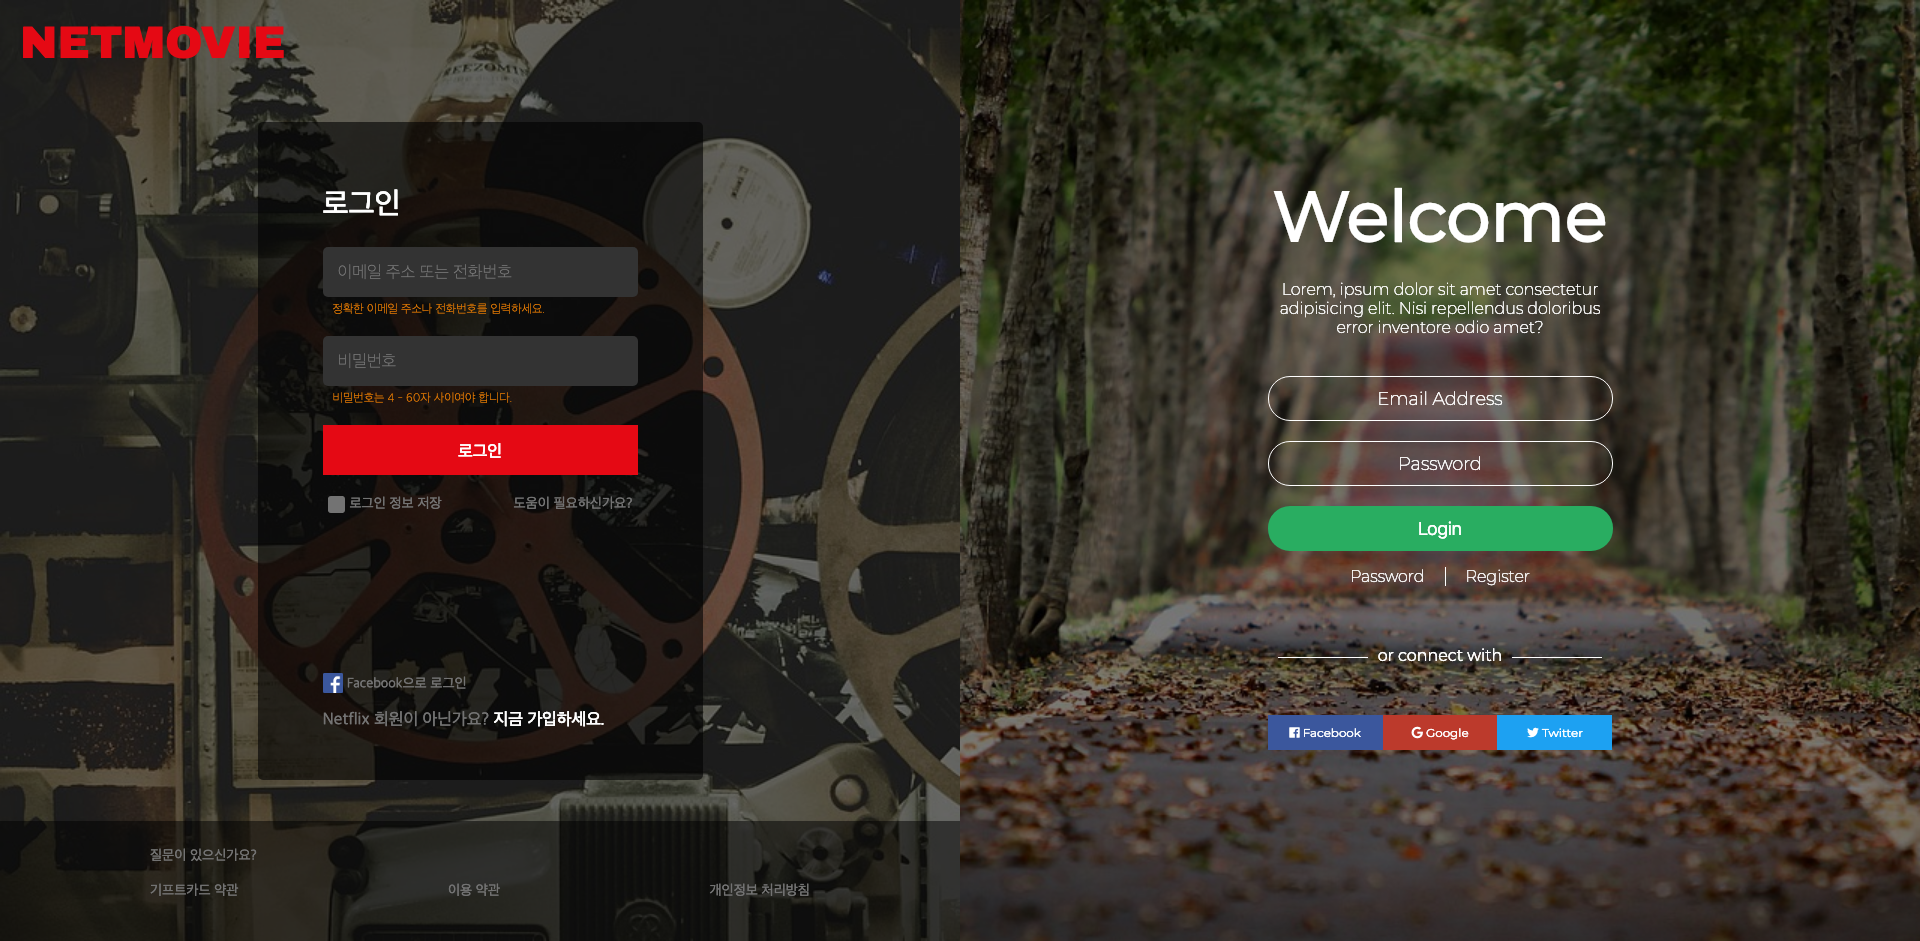 NETMOVIE
로그인
이메일 주소 또는 전화번호
정확한 이메일 주소나 전화번호를 입력하세요.
비밀번호
비밀번호는 4 - 60자 사이여야 합니다.
로그인
로그인 정보 저장
도움이 필요하신가요?
Facebook으로 로그인
Netflix 회원이 아닌가요? 지금 가입하세요.
질문이 있으신가요?
기프트카드 약관
이용 약관
개인정보 처리방침
Welcome
Lorem, ipsum dolor sit amet consectetur
adipisicing elit. Nisi repellendus doloribus
error inventore odio amet?
Email Address
Password
Login
Password
Register
or connect with
Facebook
Google
Twitter